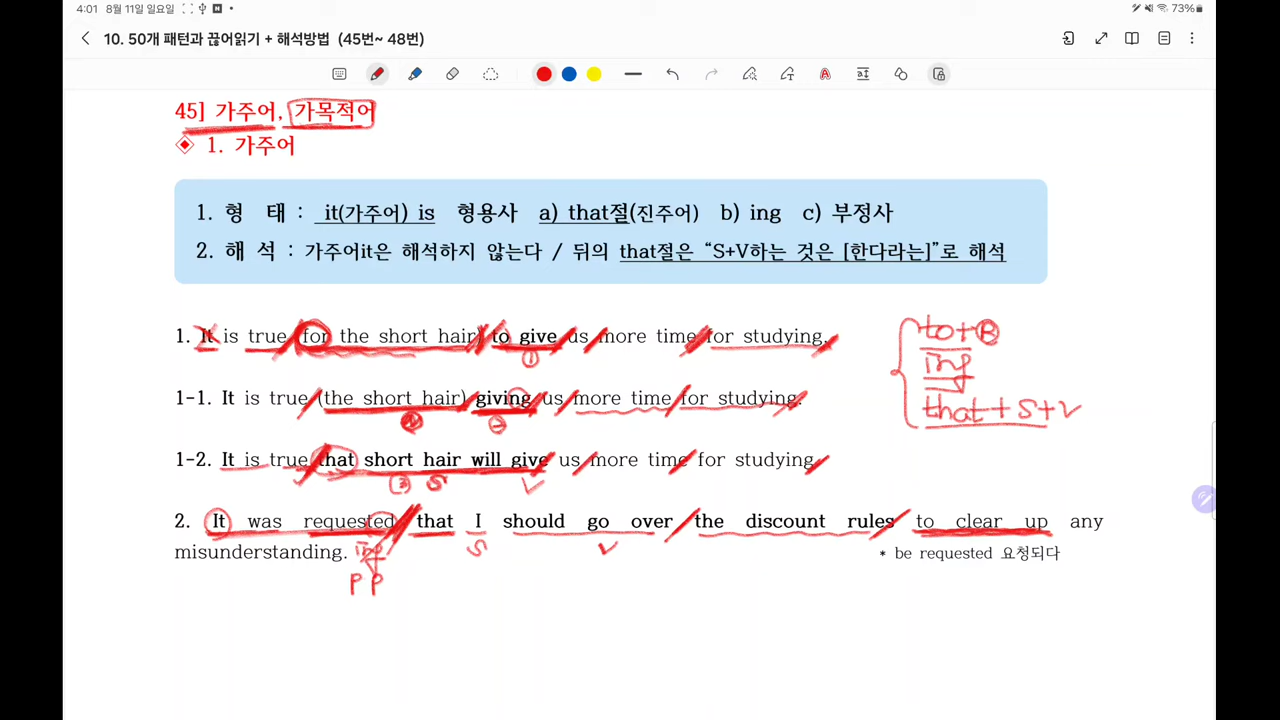 4:01 8월 11일 일요일
73%
10. 50개 패턴과 끊어읽기 + 해석방법 (45번~ 48번)
45] 가주어, 가목적어
1. 가주어
1. 형 태 : it(가주어) is 형용사 a) that절(진주어) b) ing c) 부정사
2. 해 석 : 가주어it은 해석하지 않는다 / 뒤의 that절은 “S+V하는 것은 [한다라는]”로 해석
1. It is true (for the short hair) to give us more time for studying.
①
to+Ⓡ
ing
that+S+V
1-1. It is true (the short hair) giving us more time for studying.
②
1-2. It is true that short hair will give us more time for studying.
③ S V
2. It was requested that I should go over the discount rules to clear up any
S V
misunderstanding.
* be requested 요청되다
PP